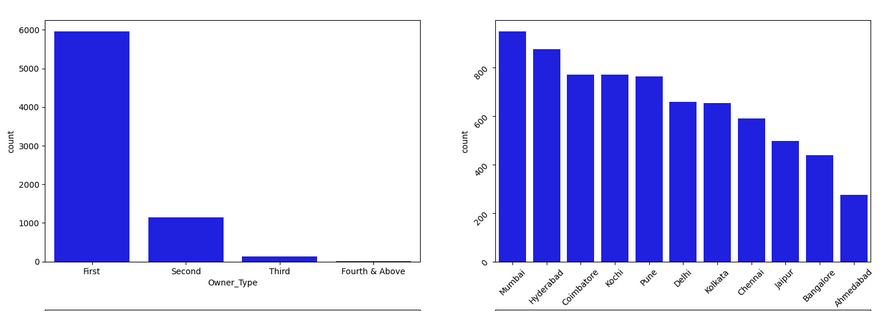 6000
5000
4000
3000
2000
1000
0
count
First Second Third Fourth & Above
Owner_Type
800
600
400
200
0
count
Mumbai Hyderabad Coimbatore Kochi Pune Delhi Kolkata Chennai Jaipur Bangalore Ahmedabad